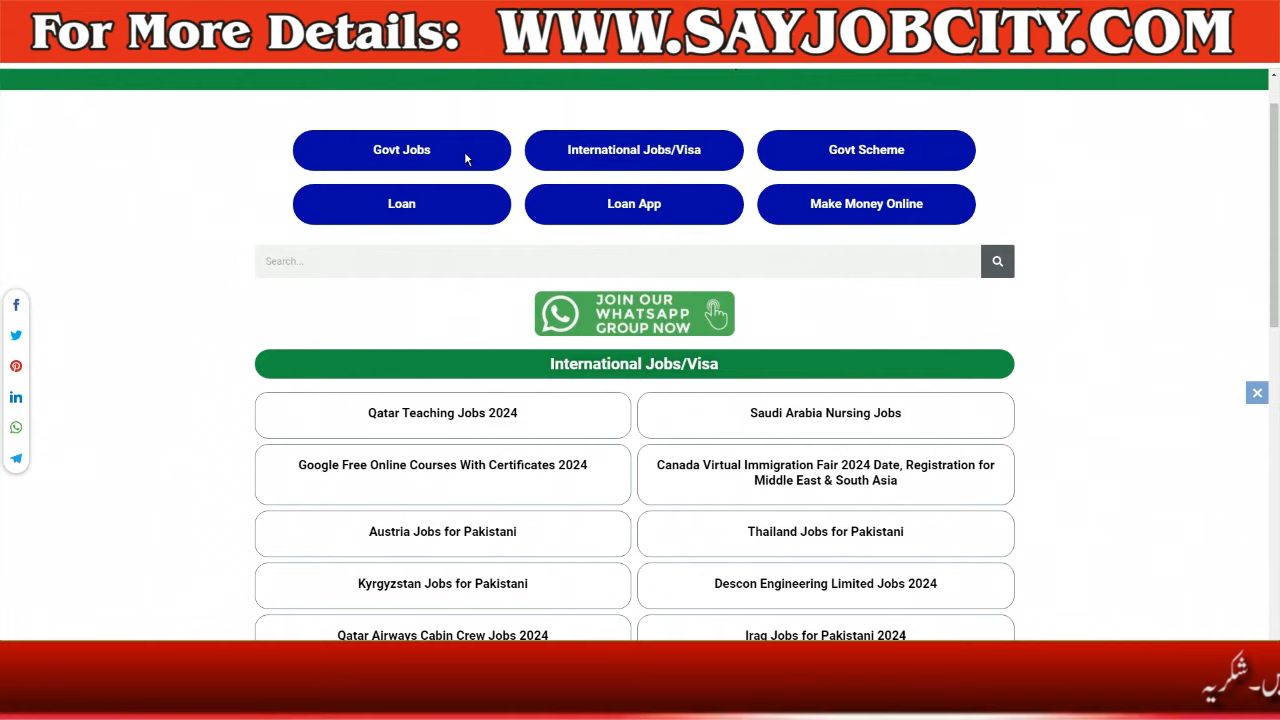 For More Details: WWW.SAYJOBCITY.COM
Govt Jobs
International Jobs/Visa
Govt Scheme
Loan
Loan App
Make Money Online
Search...
JOIN OUR
WHATSAPP
GROUP NOW
International Jobs/Visa
Qatar Teaching Jobs 2024
Saudi Arabia Nursing Jobs
Google Free Online Courses With Certificates 2024
Canada Virtual Immigration Fair 2024 Date, Registration for
Middle East & South Asia
Austria Jobs for Pakistani
Thailand Jobs for Pakistani
Kyrgyzstan Jobs for Pakistani
Descon Engineering Limited Jobs 2024
Qatar Airways Cabin Crew Jobs 2024
Iraq Jobs for Pakistani 2024
شکریہ